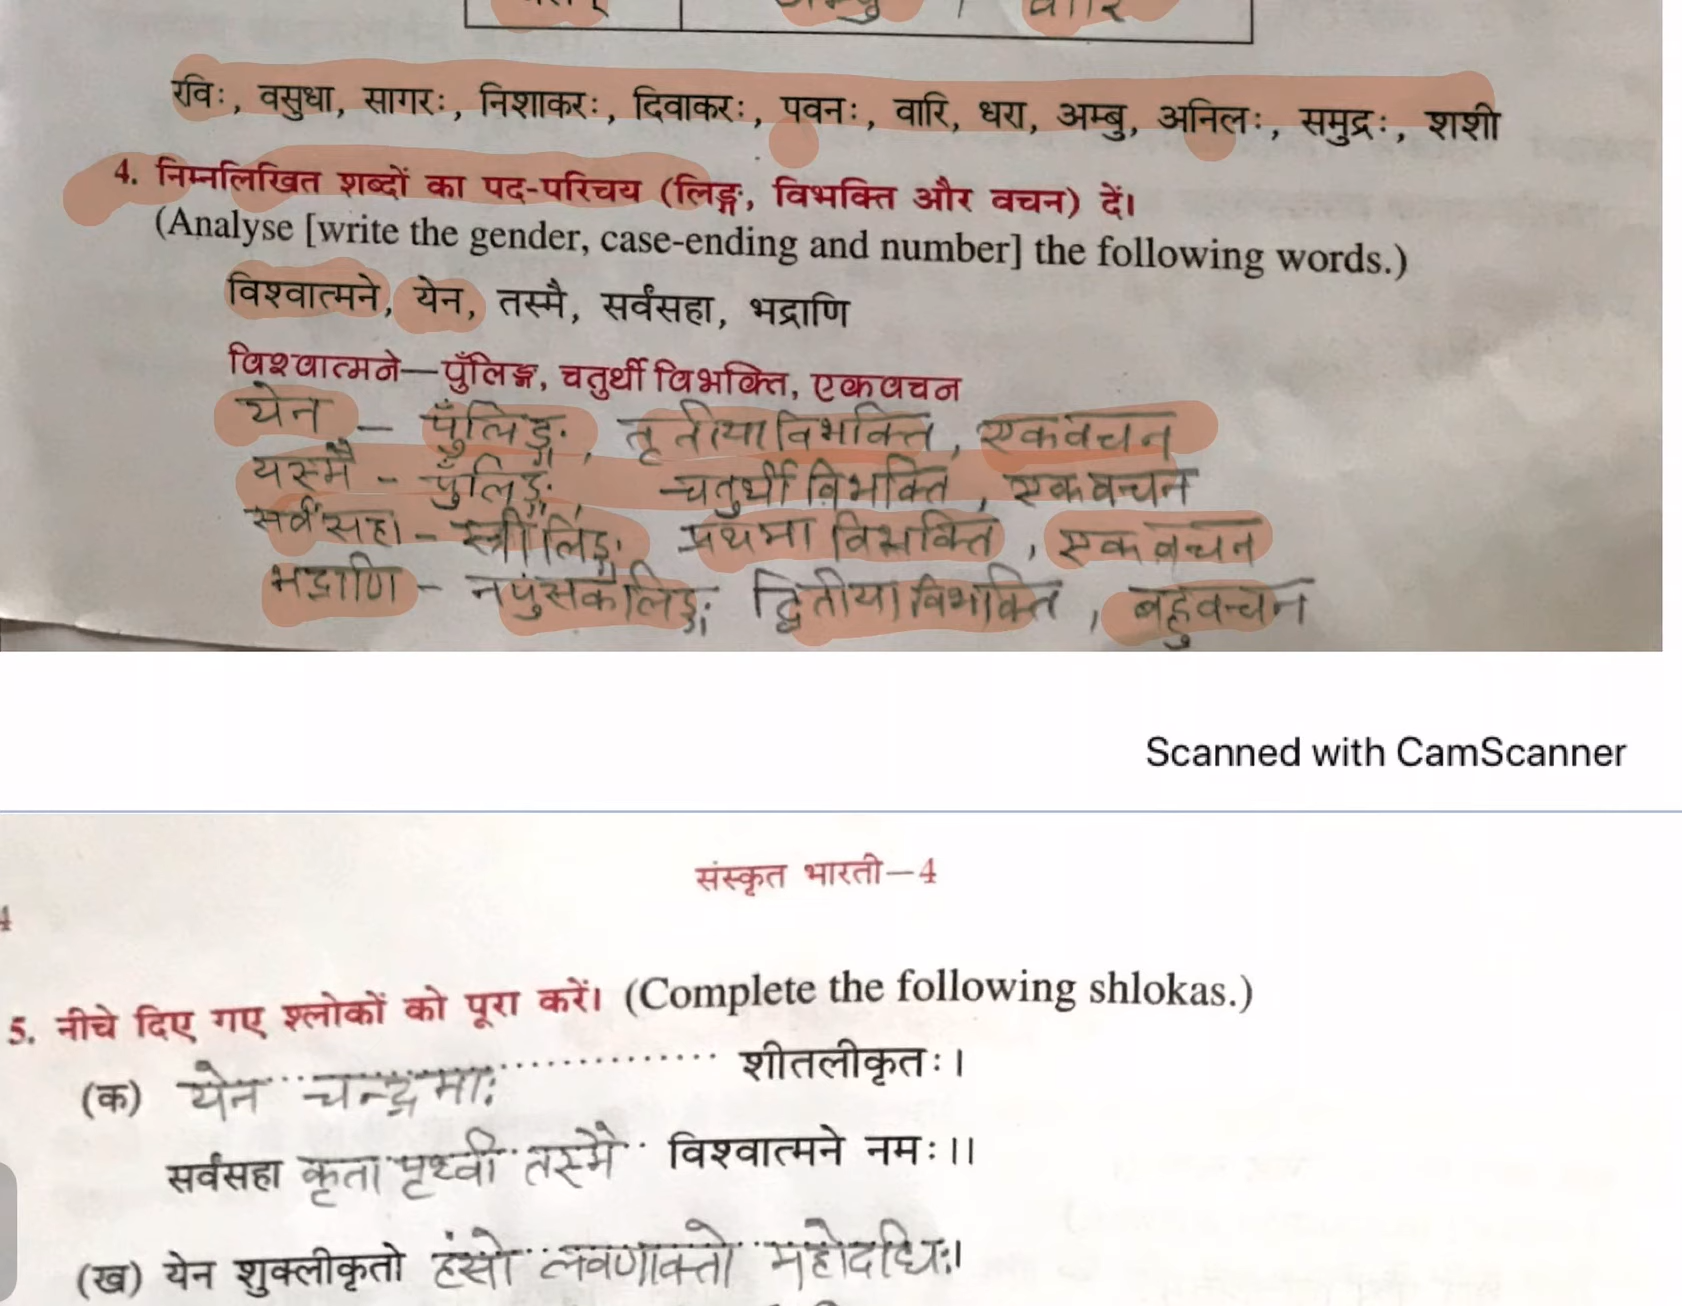 अम्बु वारि
रविः, वसुधा, सागरः, निशाकरः, दिवाकरः, पवनः, वारि, धरा, अम्बु, अनिलः, समुद्रः, शशी
4. निम्नलिखित शब्दों का पद-परिचय (लिङ्ग, विभक्ति और वचन) दें।
(Analyse [write the gender, case-ending and number] the following words.)
विश्वात्मने, येन, तस्मै, सर्वंसहा, भद्राणि
विश्वात्मने—पुँलिङ्ग, चतुर्थी विभक्ति, एकवचन
येन – पुँलिङ्गः, तृतीया विभक्ति, एकवचन
यस्मै - पुँलिङ्गः, चतुर्थी विभक्ति, एकवचन
सर्वंसहा - स्त्रीलिङ्गः प्रथमा विभक्ति, एकवचन
भद्राणि - नपुंसकलिङ्गः द्वितीया विभक्ति, बहुवचन
Scanned with CamScanner
संस्कृत भारती—4
5. नीचे दिए गए श्लोकों को पूरा करें। (Complete the following shlokas.)
(क) येन चन्द्रमाः शीतलीकृतः।
सर्वंसहा कृता पृथ्वी तस्मै विश्वात्मने नमः।।
(ख) येन शुक्लीकृतो हंसो लवणाक्तो महोदधिः।